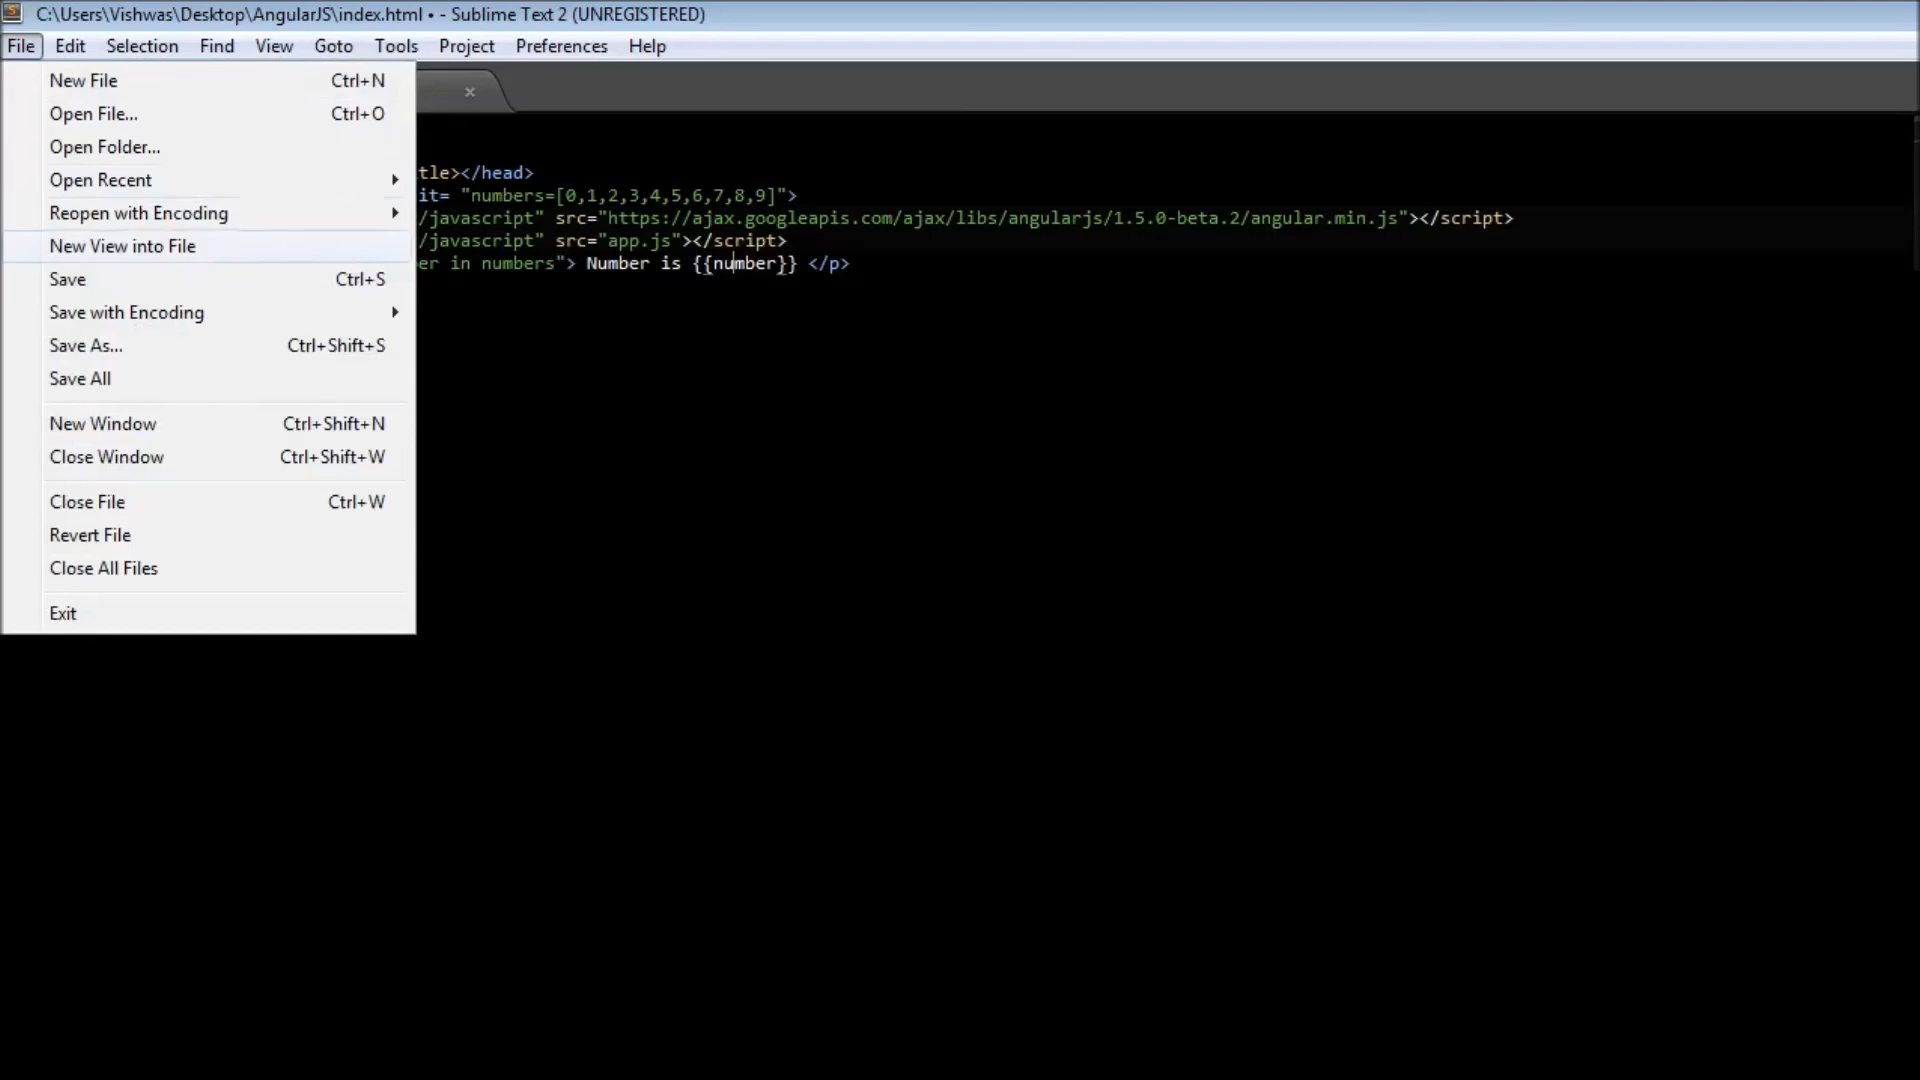 C:\Users\Vishwas\Desktop\AngularJS\index.html • - Sublime Text 2 (UNREGISTERED)
File Edit Selection Find View Goto Tools Project Preferences Help
New File Ctrl+N
Open File... Ctrl+O
Open Folder...
Open Recent
Reopen with Encoding
New View into File
Save Ctrl+S
Save with Encoding
Save As... Ctrl+Shift+S
Save All
New Window Ctrl+Shift+N
Close Window Ctrl+Shift+W
Close File Ctrl+W
Revert File
Close All Files
Exit
tle></head>
it= "numbers=[0,1,2,3,4,5,6,7,8,9]">
/javascript" src="https://ajax.googleapis.com/ajax/libs/angularjs/1.5.0-beta.2/angular.min.js"></script>
/javascript" src="app.js"></script>
er in numbers"> Number is {{number}} </p>